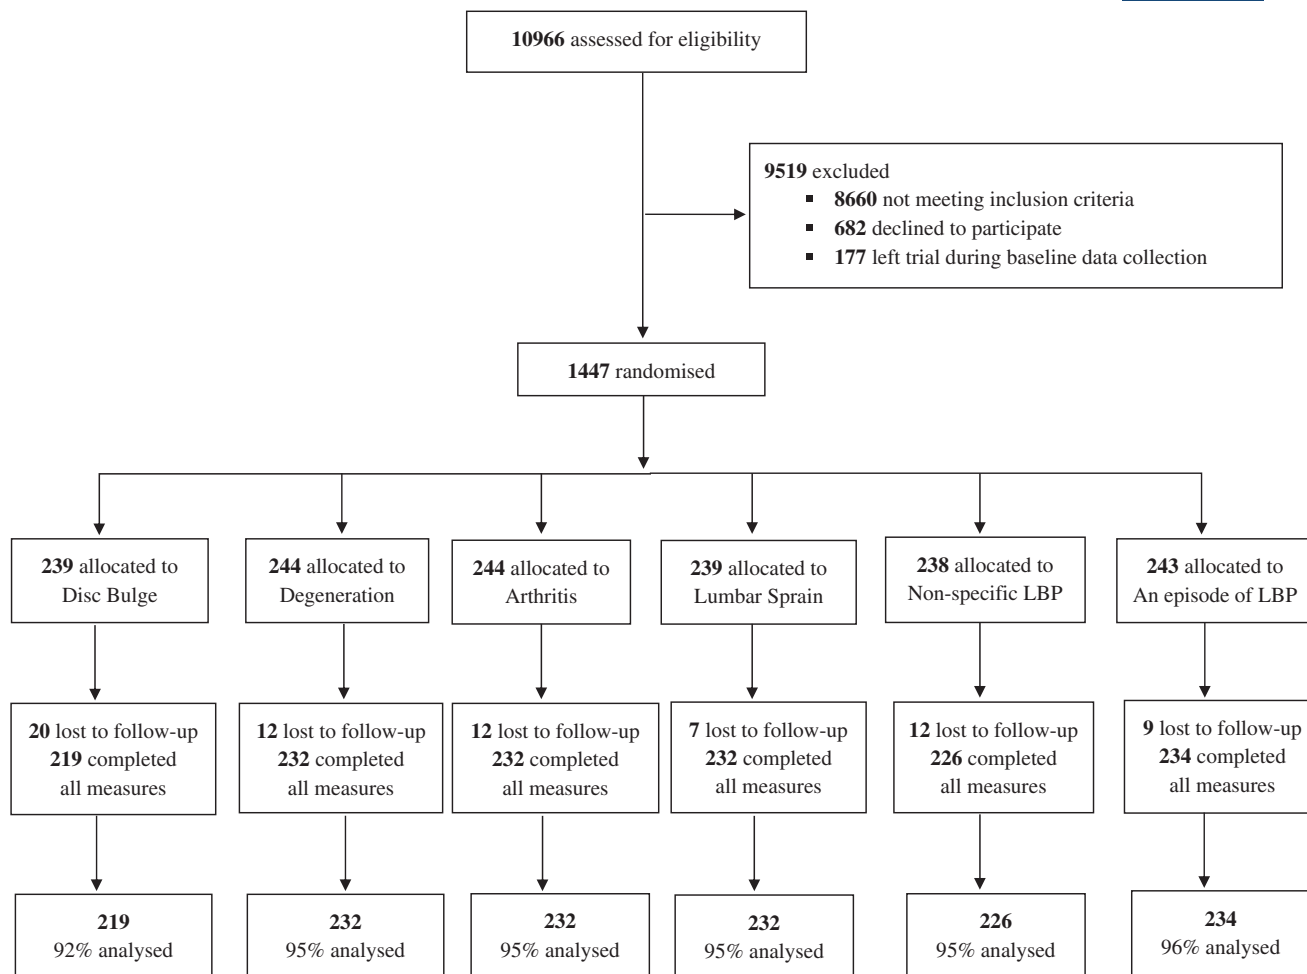 10966 assessed for eligibility
9519 excluded
▪ 8660 not meeting inclusion criteria
▪ 682 declined to participate
▪ 177 left trial during baseline data collection
1447 randomised
239 allocated to
Disc Bulge
244 allocated to
Degeneration
244 allocated to
Arthritis
239 allocated to
Lumbar Sprain
238 allocated to
Non-specific LBP
243 allocated to
An episode of LBP
20 lost to follow-up
219 completed
all measures
12 lost to follow-up
232 completed
all measures
12 lost to follow-up
232 completed
all measures
7 lost to follow-up
232 completed
all measures
12 lost to follow-up
226 completed
all measures
9 lost to follow-up
234 completed
all measures
219
92% analysed
232
95% analysed
232
95% analysed
232
95% analysed
226
95% analysed
234
96% analysed